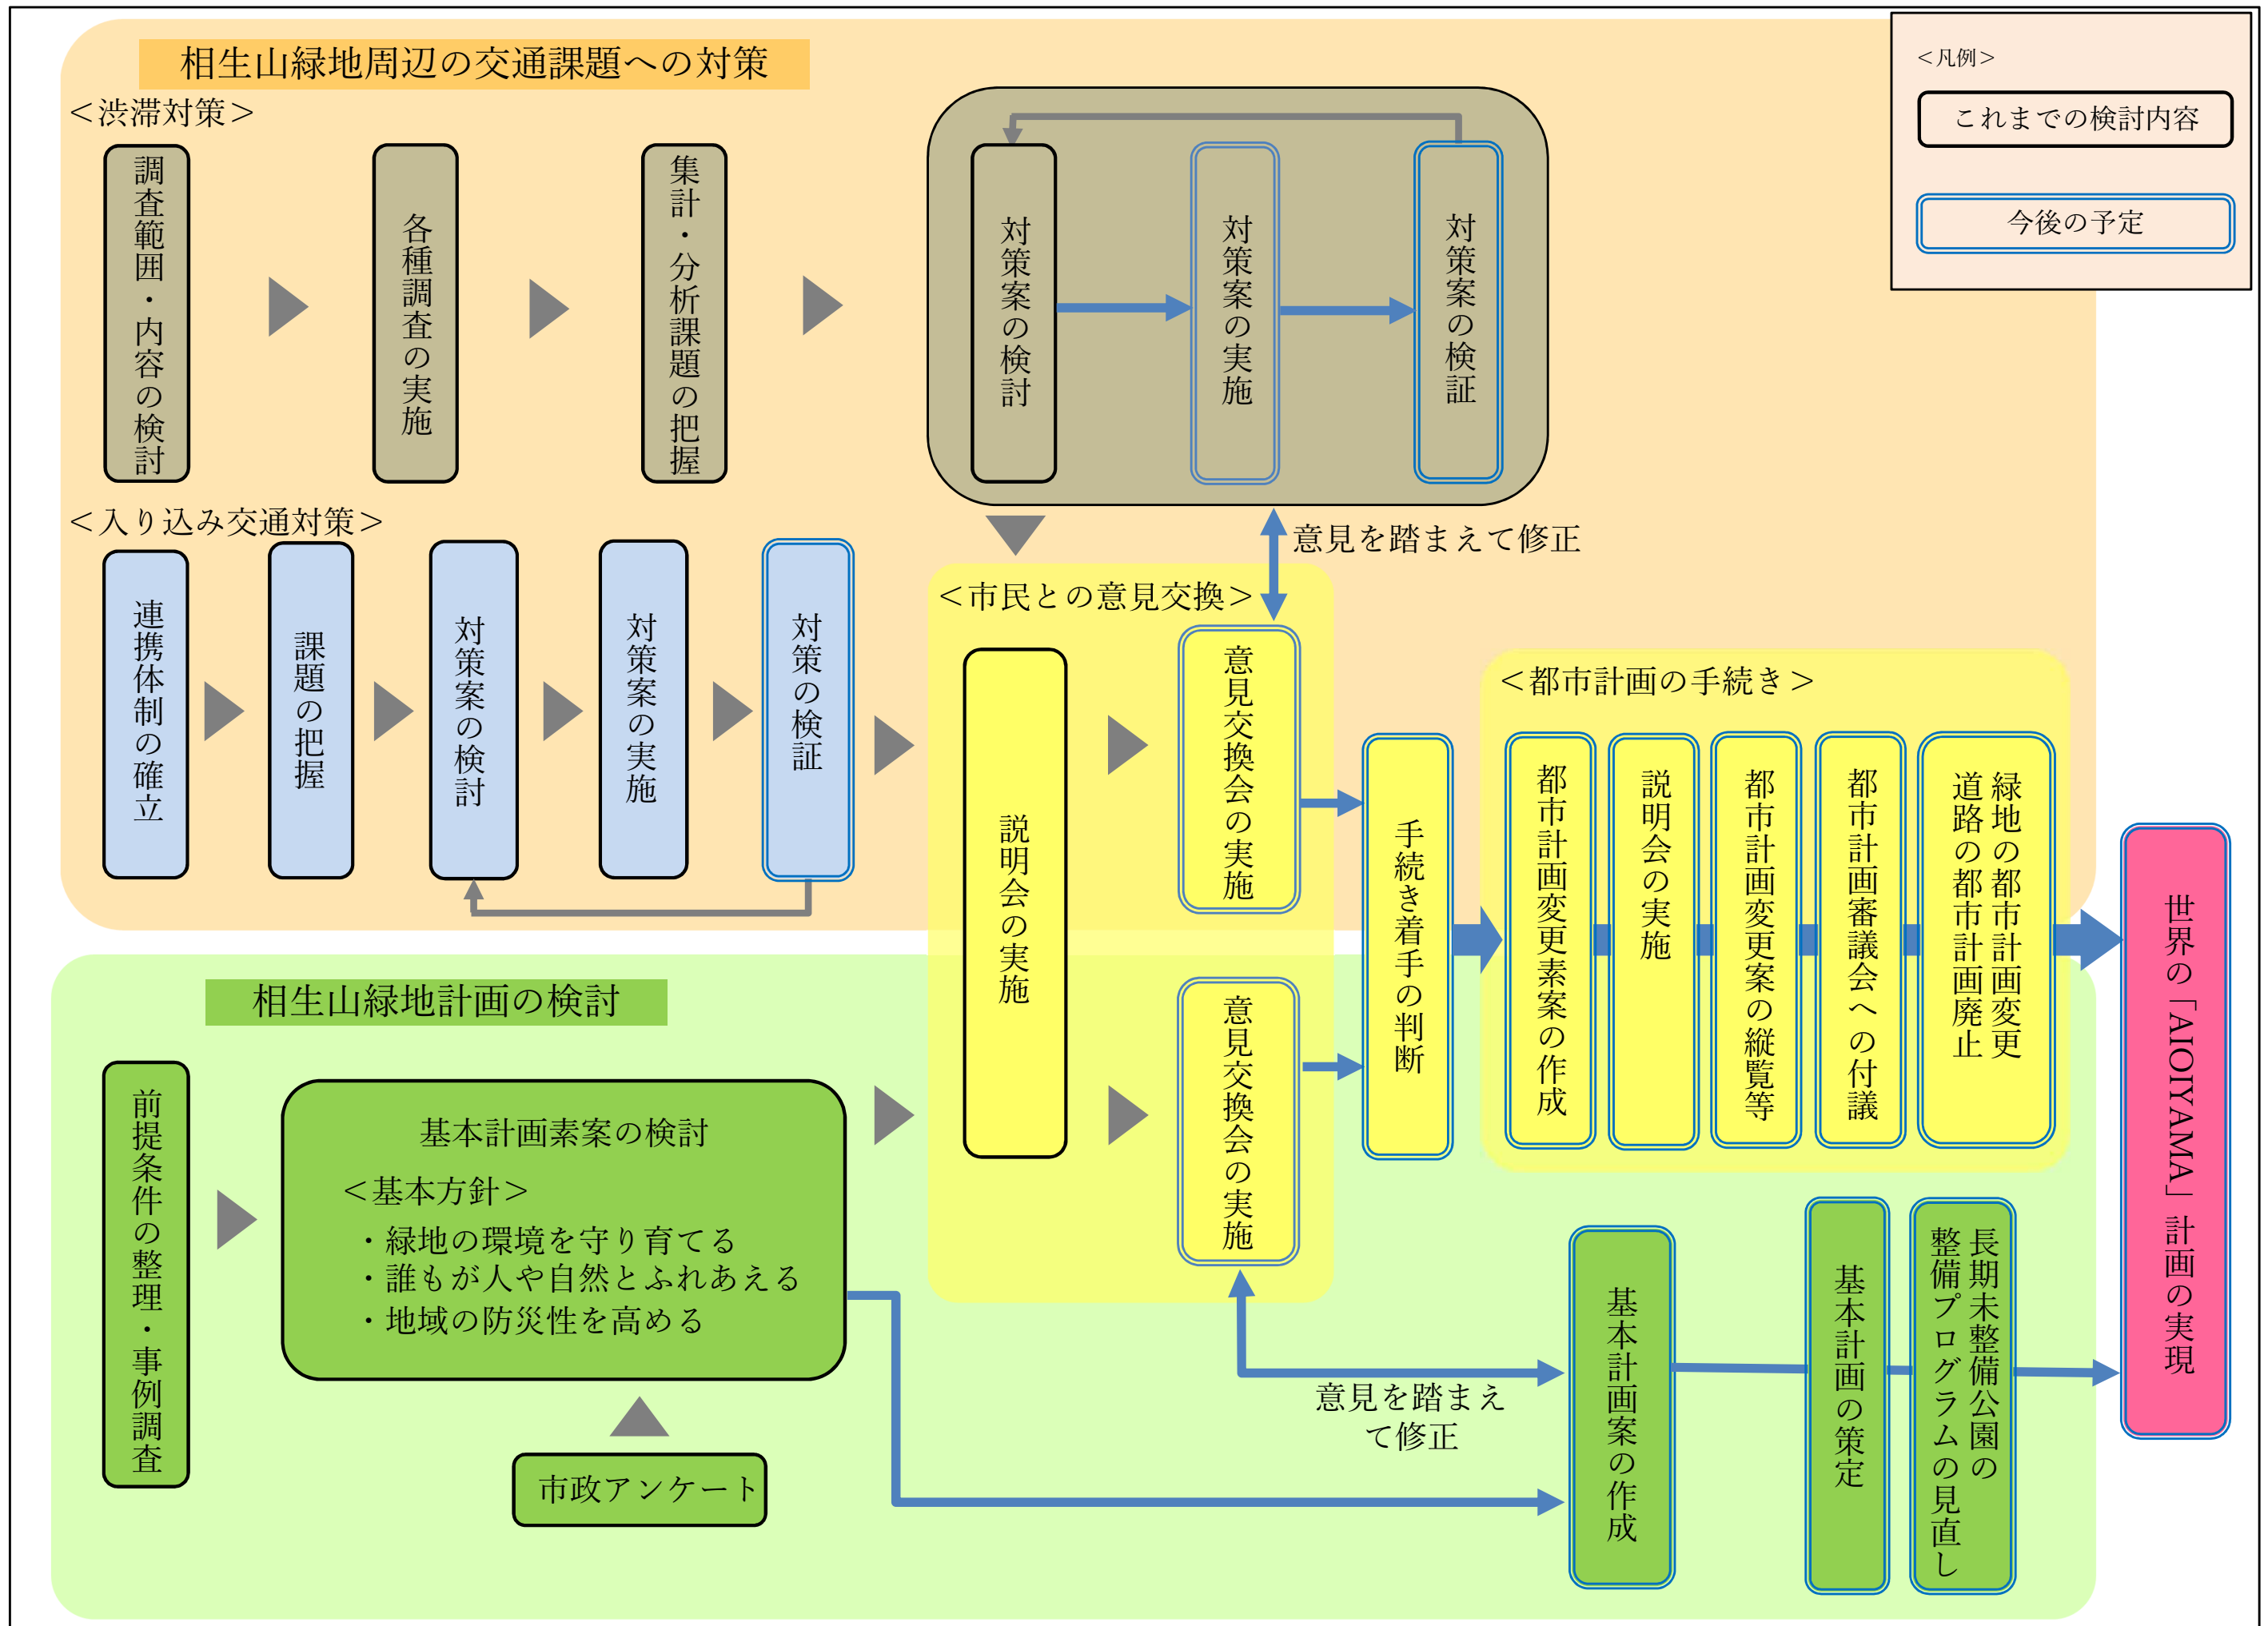 相生山緑地周辺の交通課題への対策
＜渋滞対策＞
調査範囲・内容の検討
各種調査の実施
集計・分析課題の把握
対策案の検討
対策案の実施
対策案の検証
＜凡例＞
これまでの検討内容
今後の予定
＜入り込み交通対策＞
連携体制の確立
課題の把握
対策案の検討
対策案の実施
対策の検証
意見を踏まえて修正
＜市民との意見交換＞
説明会の実施
意見交換会の実施
意見交換会の実施
手続き着手の判断
＜都市計画の手続き＞
都市計画変更素案の作成
説明会の実施
都市計画変更案の縦覧等
都市計画審議会への付議
緑地の都市計画変更
道路の都市計画廃止
世界の「AIOIYAMA」計画の実現
相生山緑地計画の検討
前提条件の整理・事例調査
基本計画素案の検討
＜基本方針＞
・緑地の環境を守り育てる
・誰もが人や自然とふれあえる
・地域の防災性を高める
市政アンケート
意見を踏まえ
て修正
基本計画案の作成
基本計画の策定
長期未整備公園の
整備プログラムの見直し